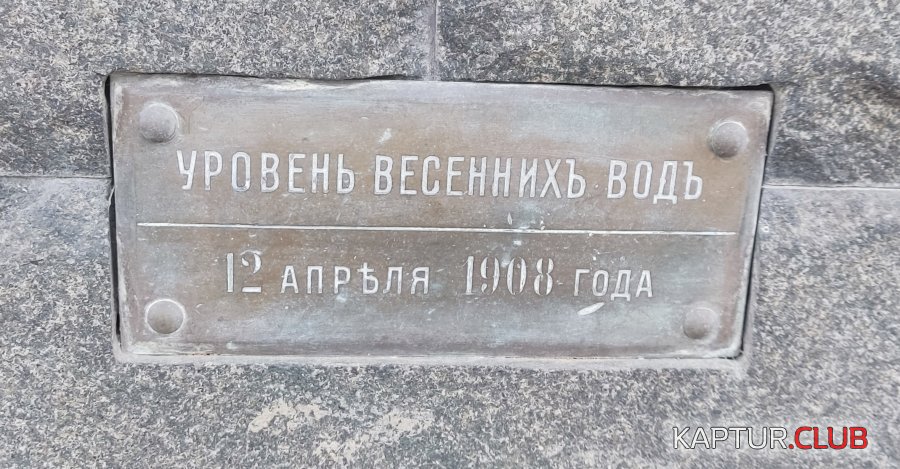 УРОВЕНЬ ВЕСЕННИХЪ ВОДЪ
12 АПРѢЛЯ 1908 ГОДА
KAPTUR.CLUB